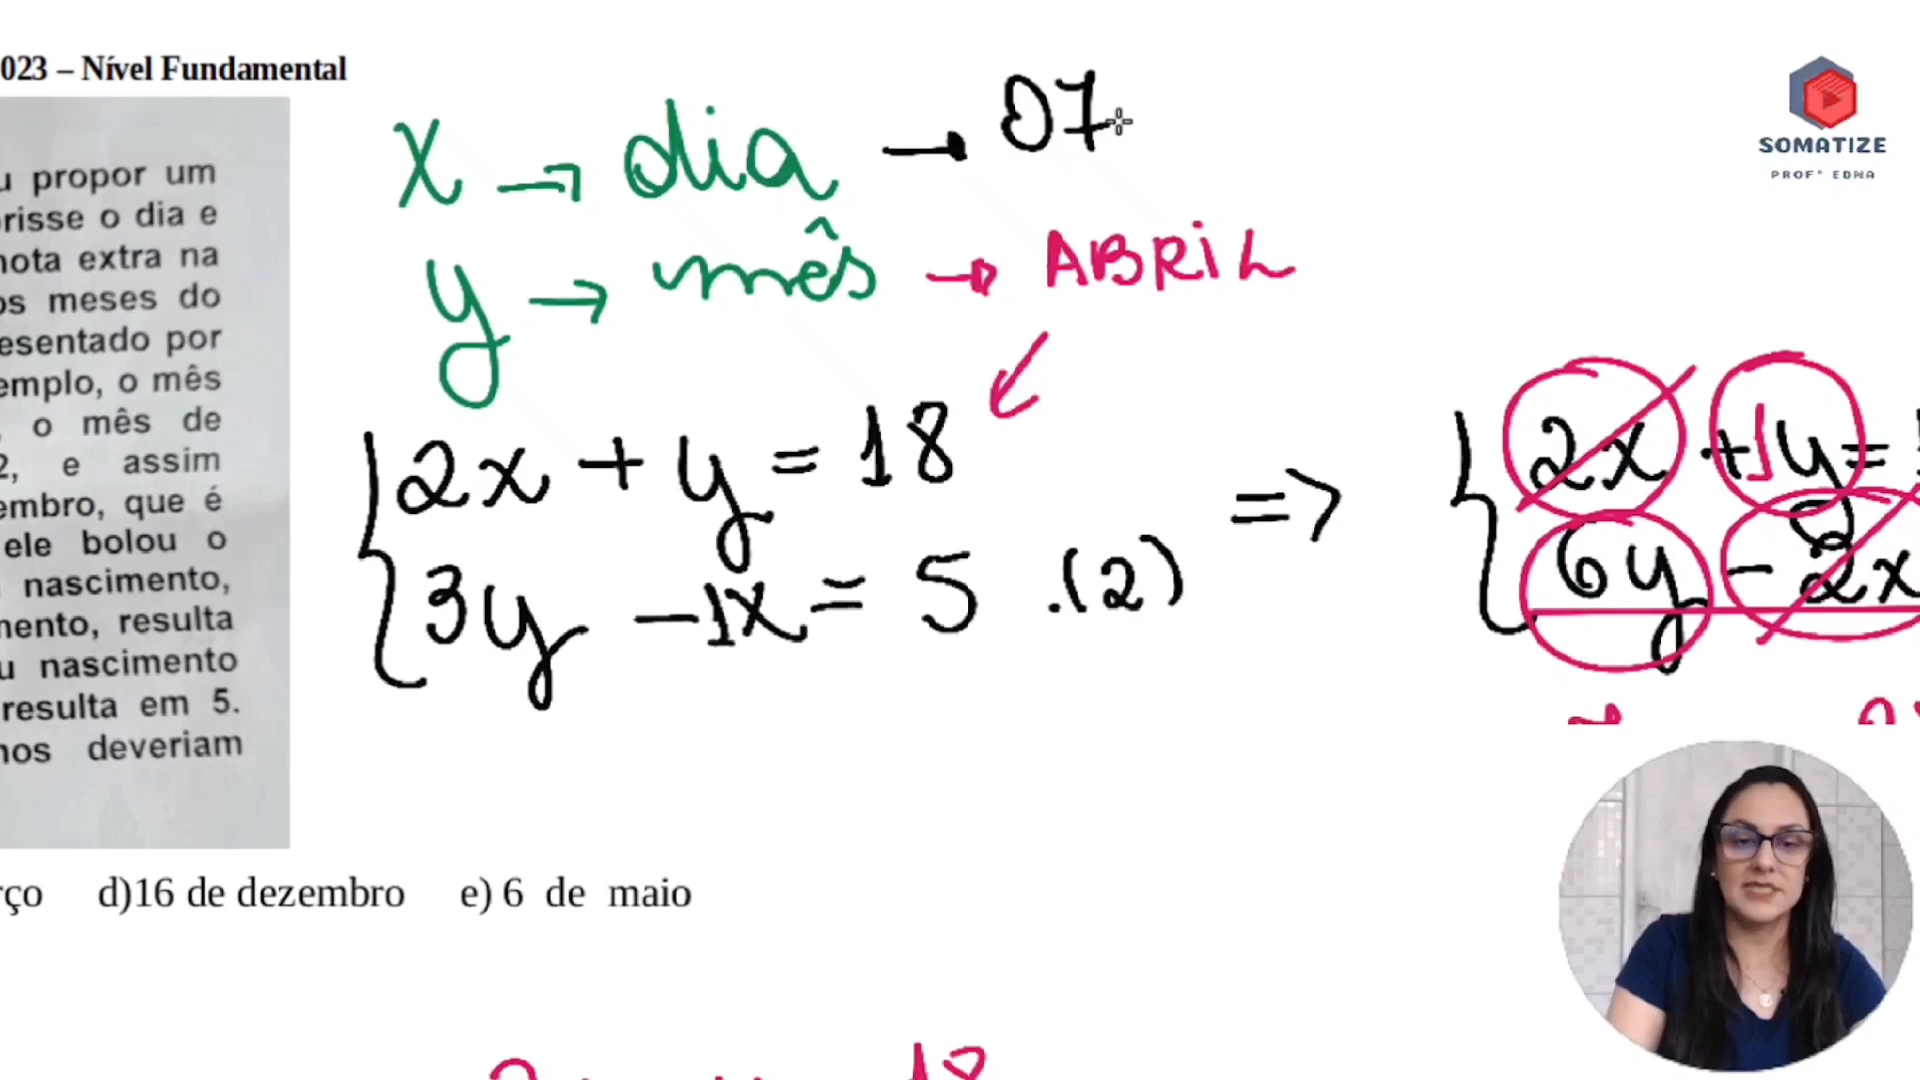 023 – Nível Fundamental
u propor um
risse o dia e
nota extra na
os meses do
esentado por
emplo, o mês
, o mês de
2, e assim
embro, que é
ele bolou o
nascimento,
mento, resulta
u nascimento
resulta em 5.
nos deveriam
x → dia → 07
y → mês → ABRIL
2x + y = 18
3y - 1x = 5 .(2)
=>
2x + 1y =
6y - 2x
rço d)16 de dezembro e) 6 de maio
SOMATIZE
PROFª EDNA